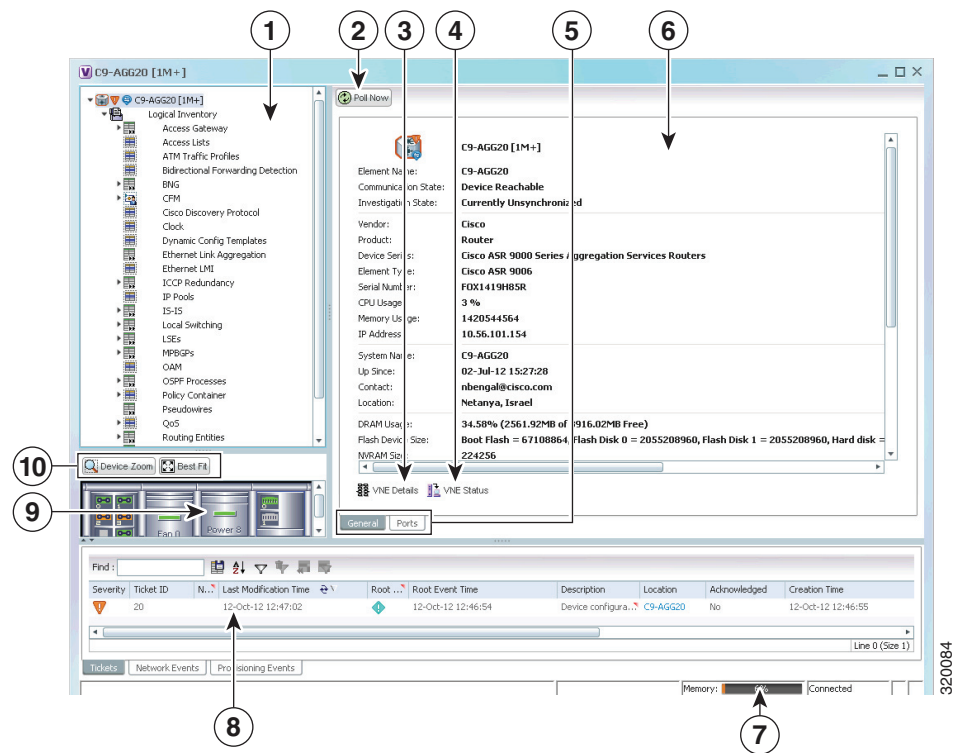 1 2 3 4 5 6
C9-AGG20 [1M+]
C9-AGG20 [1M+]
Logical Inventory
Access Gateway
Access Lists
ATM Traffic Profiles
Bidirectional Forwarding Detection
BNG
CFM
Cisco Discovery Protocol
Clock
Dynamic Config Templates
Ethernet Link Aggregation
Ethernet LMI
ICCP Redundancy
IP Pools
IS-IS
Local Switching
LSEs
MPBGPs
OAM
OSPF Processes
Policy Container
Pseudowires
QoS
Routing Entities
10
Device Zoom Best Fit
9
Fan 0 Power 8
Poll Now
C9-AGG20 [1M+]
Element Name: C9-AGG20
Communication State: Device Reachable
Investigation State: Currently Unsynchronized
Vendor: Cisco
Product: Router
Device Series: Cisco ASR 9000 Series Aggregation Services Routers
Element Type: Cisco ASR 9006
Serial Number: FOX1419H85R
CPU Usage: 3 %
Memory Usage: 1420544564
IP Address: 10.56.101.154
System Name: C9-AGG20
Up Since: 02-Jul-12 15:27:28
Contact: nbengal@cisco.com
Location: Netanya, Israel
DRAM Usage: 34.58% (2561.92MB of 3916.02MB Free)
Flash Device Size: Boot Flash = 67108864, Flash Disk 0 = 2055208960, Flash Disk 1 = 2055208960, Hard disk =
NVRAM Size: 224256
VNE Details VNE Status
General Ports
Find :
Severity Ticket ID N... Last Modification Time Root ... Root Event Time Description Location Acknowledged Creation Time
20 12-Oct-12 12:47:02 12-Oct-12 12:46:54 Device configura... C9-AGG20 No 12-Oct-12 12:46:55
Line 0 (Size 1)
Tickets Network Events Provisioning Events
Memory: Connected
8 7
320084